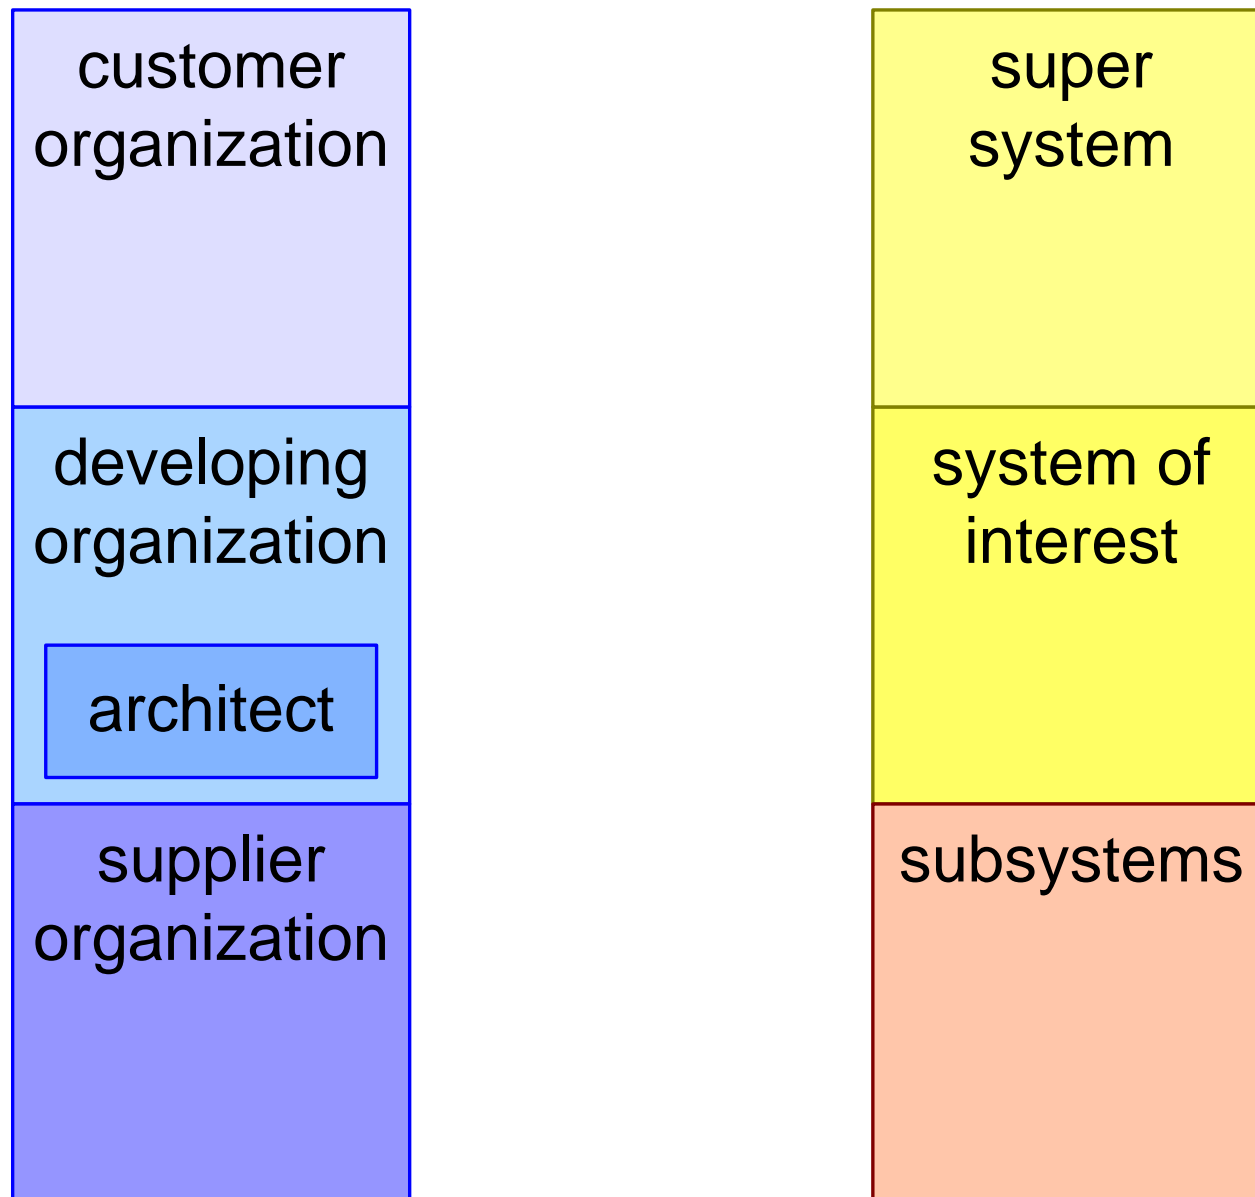 customer
organization
developing
organization
architect
supplier
organization
super
system
system of
interest
subsystems